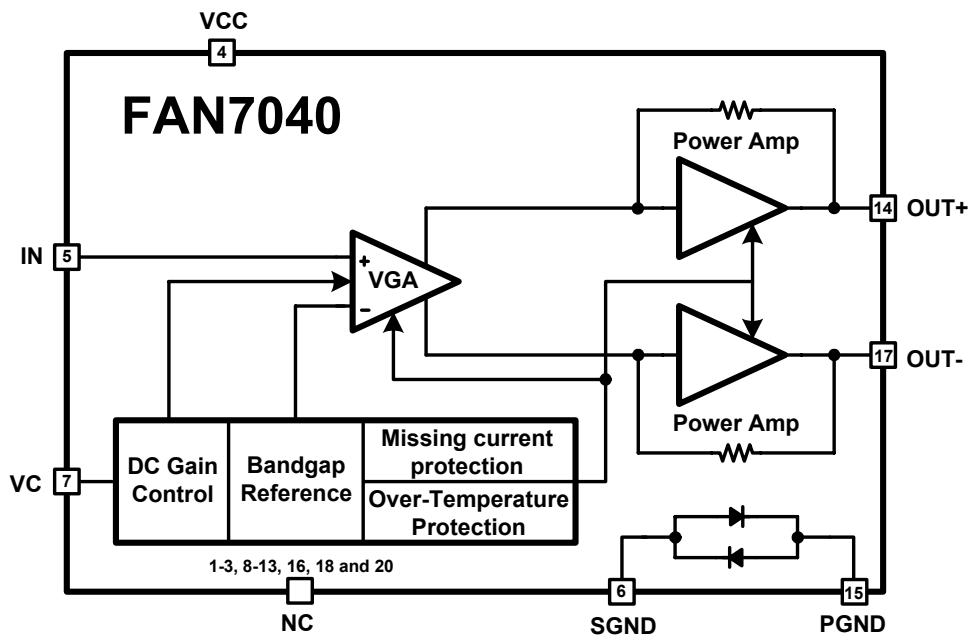 VCC
4
FAN7040
Power Amp
14 OUT+
IN 5
+
VGA
−
17 OUT-
Power Amp
VC 7
DC Gain
Control
Bandgap
Reference
Missing current
protection
Over-Temperature
Protection
1-3, 8-13, 16, 18 and 20
NC
6
SGND
15
PGND